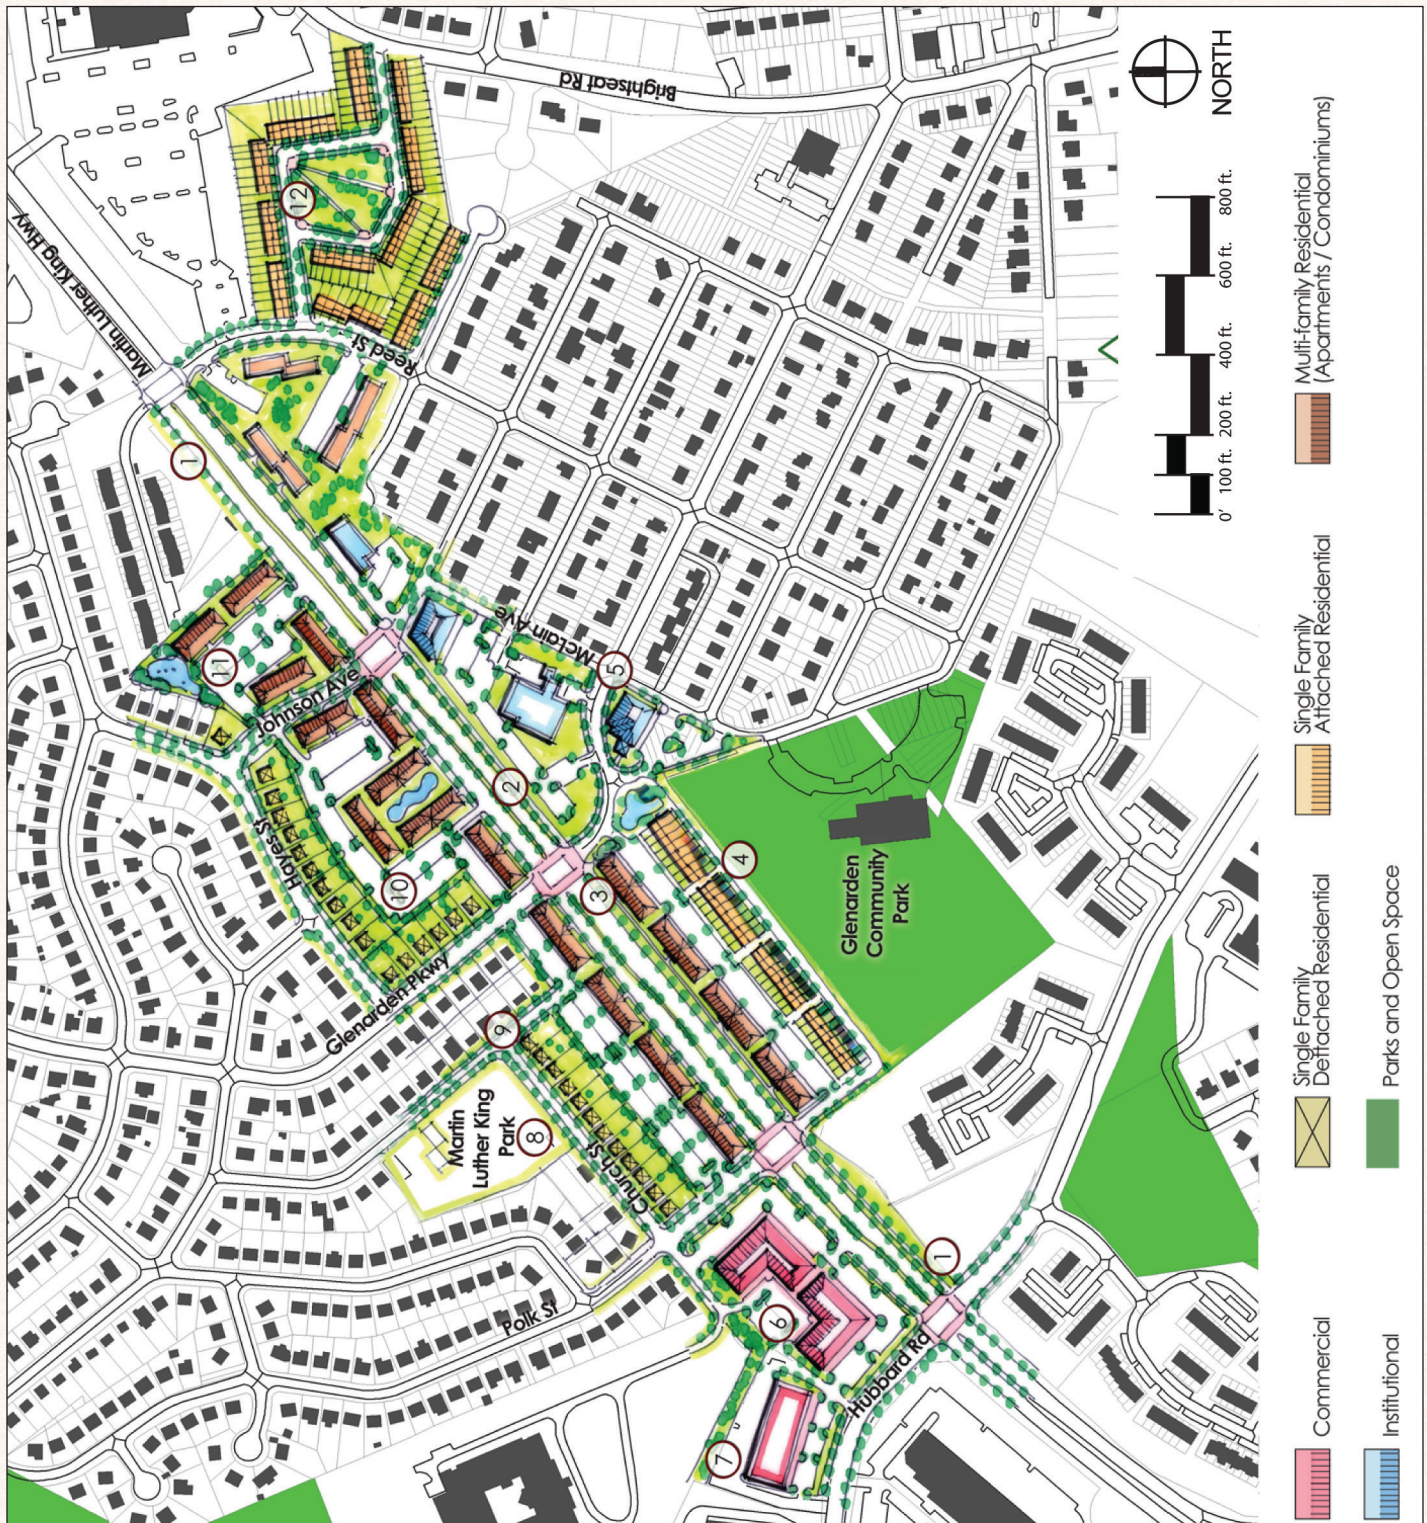 Martin Luther King Hwy
Brightseat Rd
12
1
Reed St
11
Johnson Ave
McLain Ave
5
Hayes St
2
10
3
4
Glenarden
Community
Park
Glenarden Pkwy
9
Martin
Luther King
Park
8
Church St
Polk St
6
1
7
Hubbard Rd
NORTH
0'
100 ft.
200 ft.
400 ft.
600 ft.
800 ft.
Commercial
Institutional
Single Family
Dettached Residential
Parks and Open Space
Single Family
Attached Residential
Multi-family Residential
(Apartments / Condominiums)